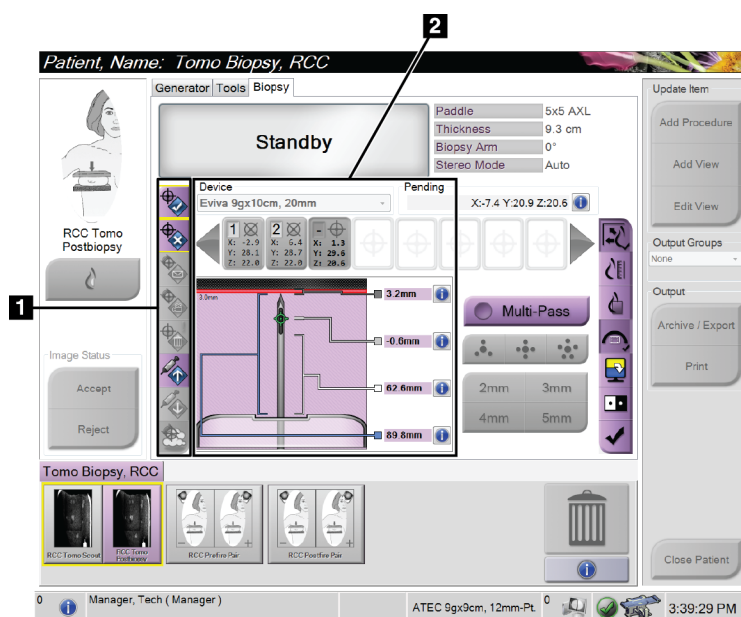 2
Patient, Name: Tomo Biopsy, RCC
Generator Tools Biopsy
Update Item
Paddle 5x5 AXL
Thickness 9.3 cm
Biopsy Arm 0°
Stereo Mode Auto
Standby
Add Procedure
Add View
Edit View
Device Pending
Eviva 9gx10cm, 20mm X:-7.4 Y:20.9 Z:20.6
RCC Tomo
Postbiopsy
1 2 -
X: -2.9 X: 6.4 X: 1.3
Y: 28.1 Y: 28.7 Y: 29.6
Z: 22.0 Z: 22.0 Z: 20.6
Output Groups
None
1
3.0mm
3.2mm
-0.6mm
62.6mm
89.8mm
Multi-Pass
2mm 3mm
4mm 5mm
Output
Archive / Export
Print
Image Status
Accept
Reject
Tomo Biopsy, RCC
RCC Tomo Scout
RCC Tomo
Postbiopsy
RCC Prefire Pair
RCC Postfire Pair
Close Patient
0 Manager, Tech ( Manager ) ATEC 9gx9cm, 12mm-Pt. 0 3:39:29 PM